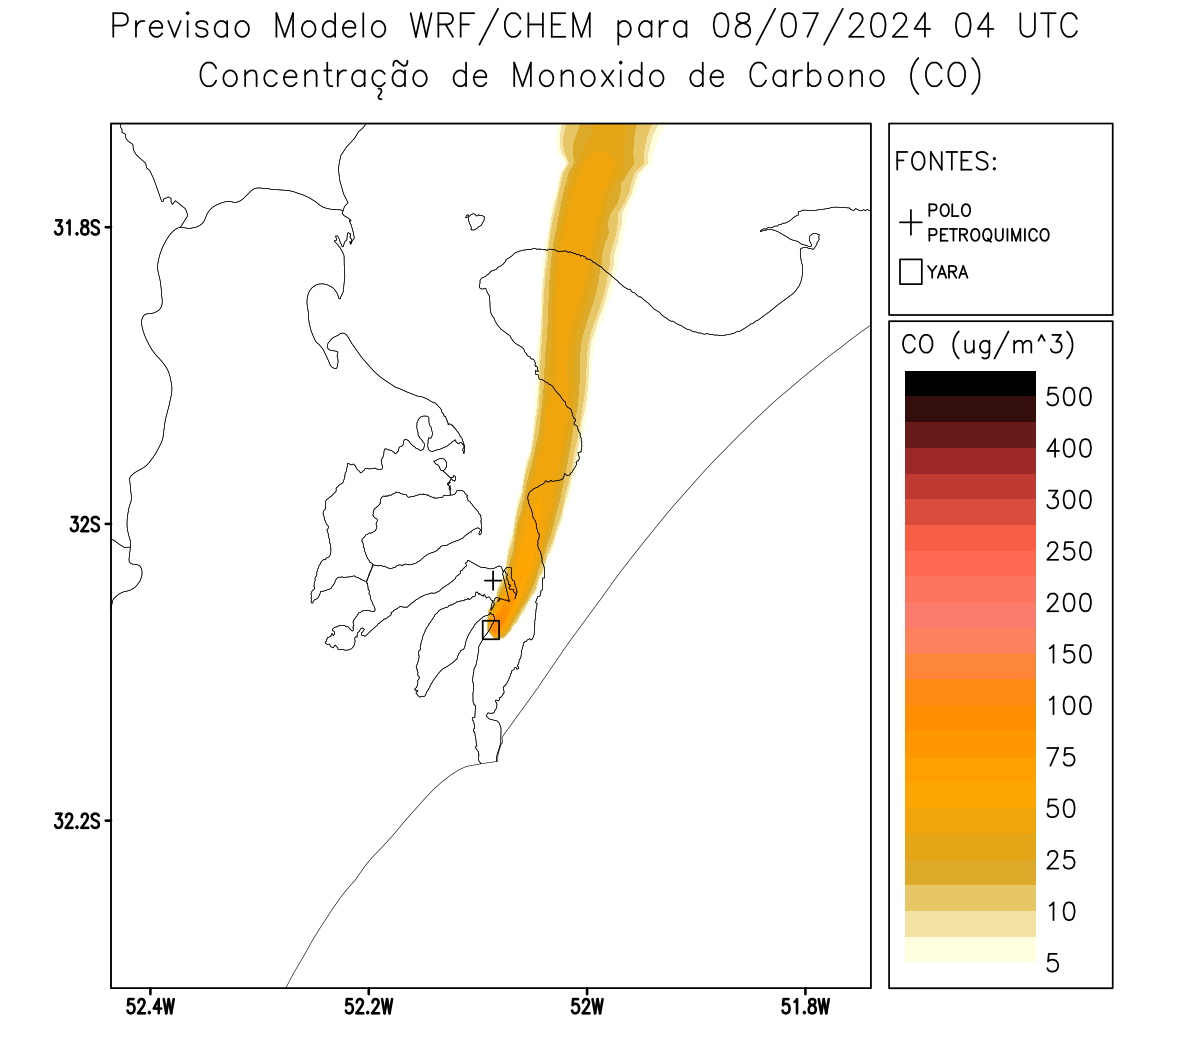 Previsao Modelo WRF/CHEM para 08/07/2024 04 UTC
Concentração de Monoxido de Carbono (CO)
FONTES:
POLO
PETROQUIMICO
YARA
CO (ug/m^3)
500
400
300
250
200
150
100
75
50
25
10
5
31.8S
32S
32.2S
52.4W
52.2W
52W
51.8W